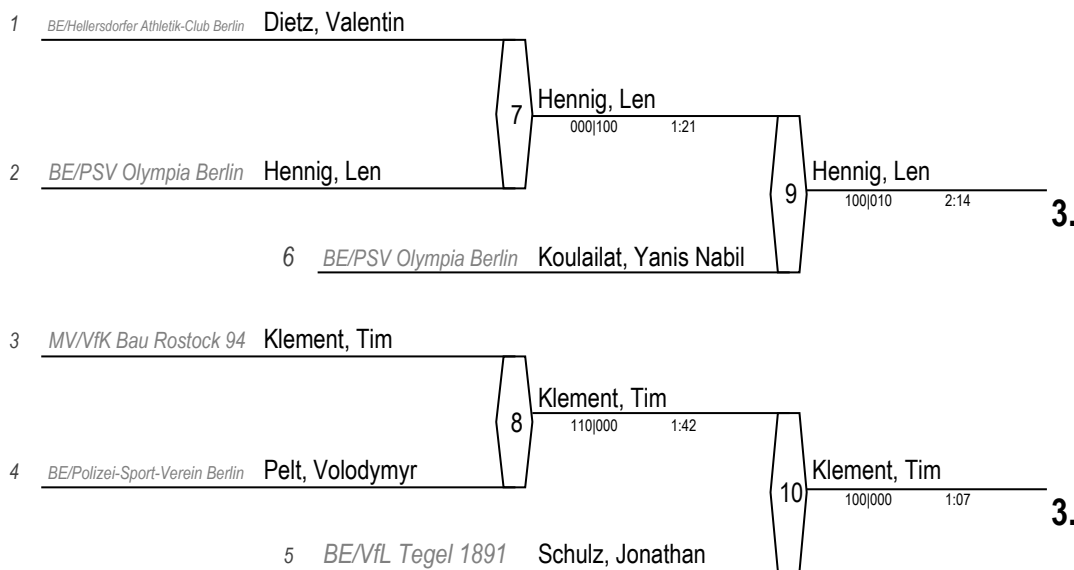 1 BE/Hellersdorfer Athletik-Club Berlin Dietz, Valentin
7 Hennig, Len
000|100 1:21
2 BE/PSV Olympia Berlin Hennig, Len
9 Hennig, Len
100|010 2:14
3.
6 BE/PSV Olympia Berlin Koulailat, Yanis Nabil
3 MV/VfK Bau Rostock 94 Klement, Tim
8 Klement, Tim
110|000 1:42
4 BE/Polizei-Sport-Verein Berlin Pelt, Volodymyr
10 Klement, Tim
100|000 1:07
3.
5 BE/VfL Tegel 1891 Schulz, Jonathan